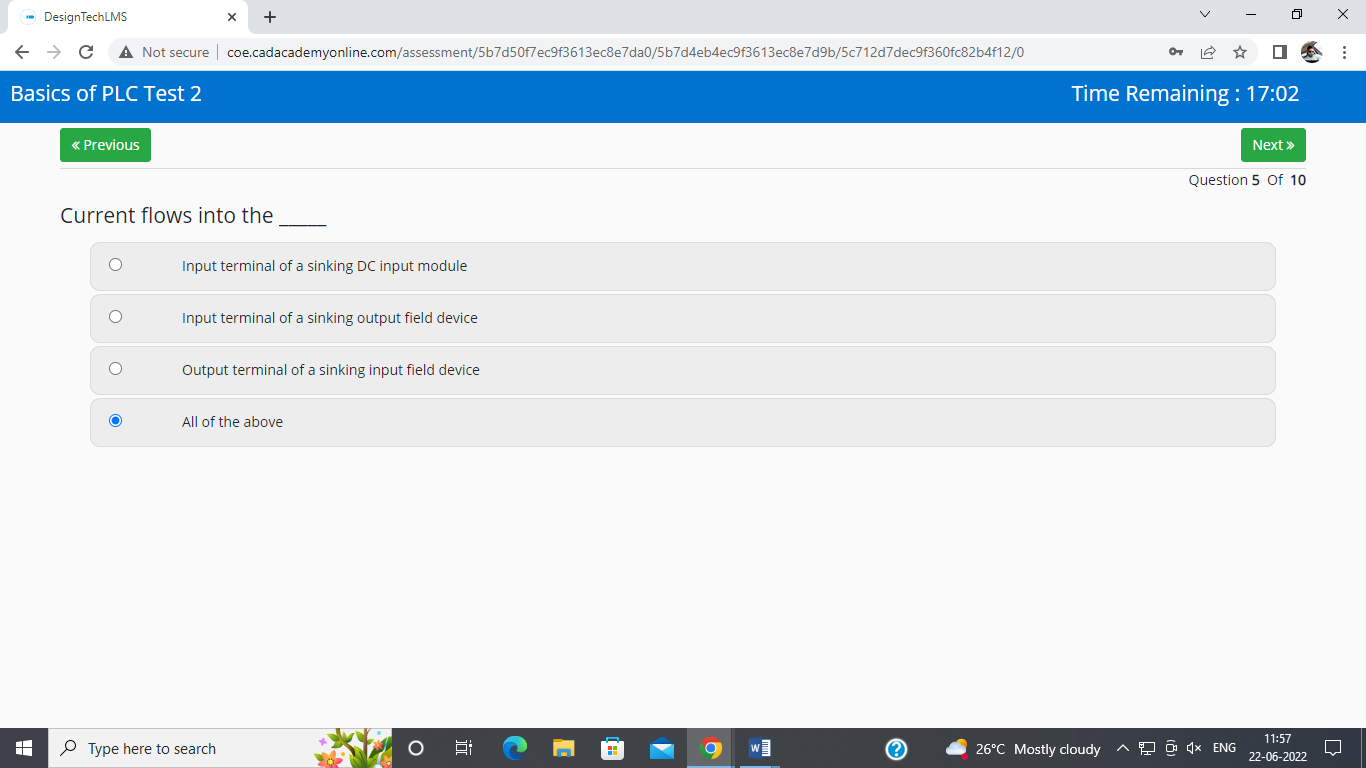 DesignTechLMS
Not secure coe.cadacademyonline.com/assessment/5b7d50f7ec9f3613ec8e7da0/5b7d4eb4ec9f3613ec8e7d9b/5c712d7dec9f360fc82b4f12/0
Basics of PLC Test 2 Time Remaining : 17:02
« Previous Next »
Question 5 Of 10
Current flows into the _____
Input terminal of a sinking DC input module
Input terminal of a sinking output field device
Output terminal of a sinking input field device
All of the above
Type here to search 26°C Mostly cloudy ENG 11:57
22-06-2022